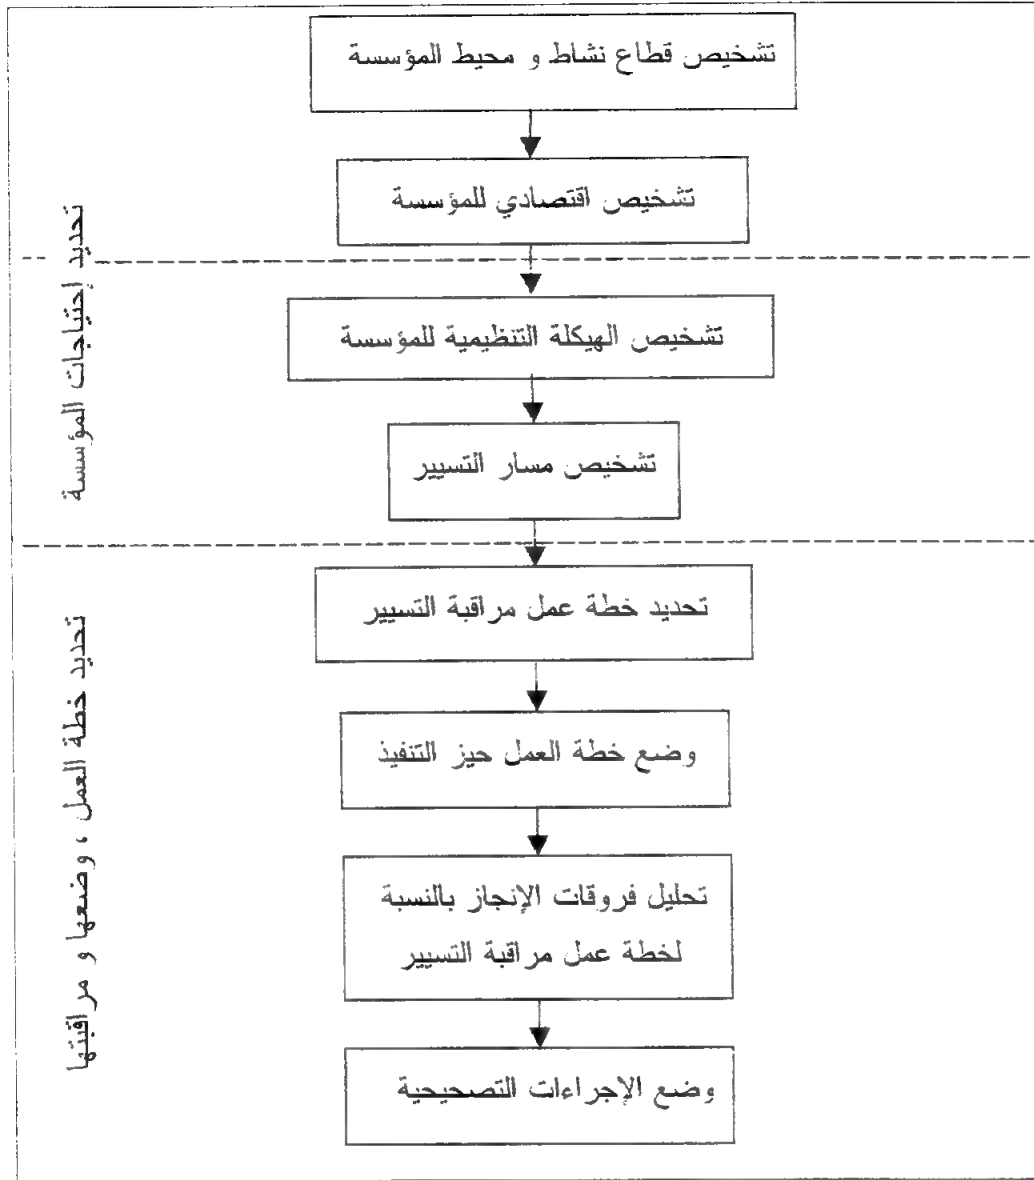 تشخيص قطاع نشاط و محيط المؤسسة
تشخيص اقتصادي للمؤسسة
تحديد إحتياجات المؤسسة
تشخيص الهيكلة التنظيمية للمؤسسة
تشخيص مسار التسيير
تحديد خطة عمل مراقبة التسيير
تحديد خطة العمل ، وضعها و مراقبتها
وضع خطة العمل حيز التنفيذ
تحليل فروقات الإنجاز بالنسبة
لخطة عمل مراقبة التسيير
وضع الإجراءات التصحيحية